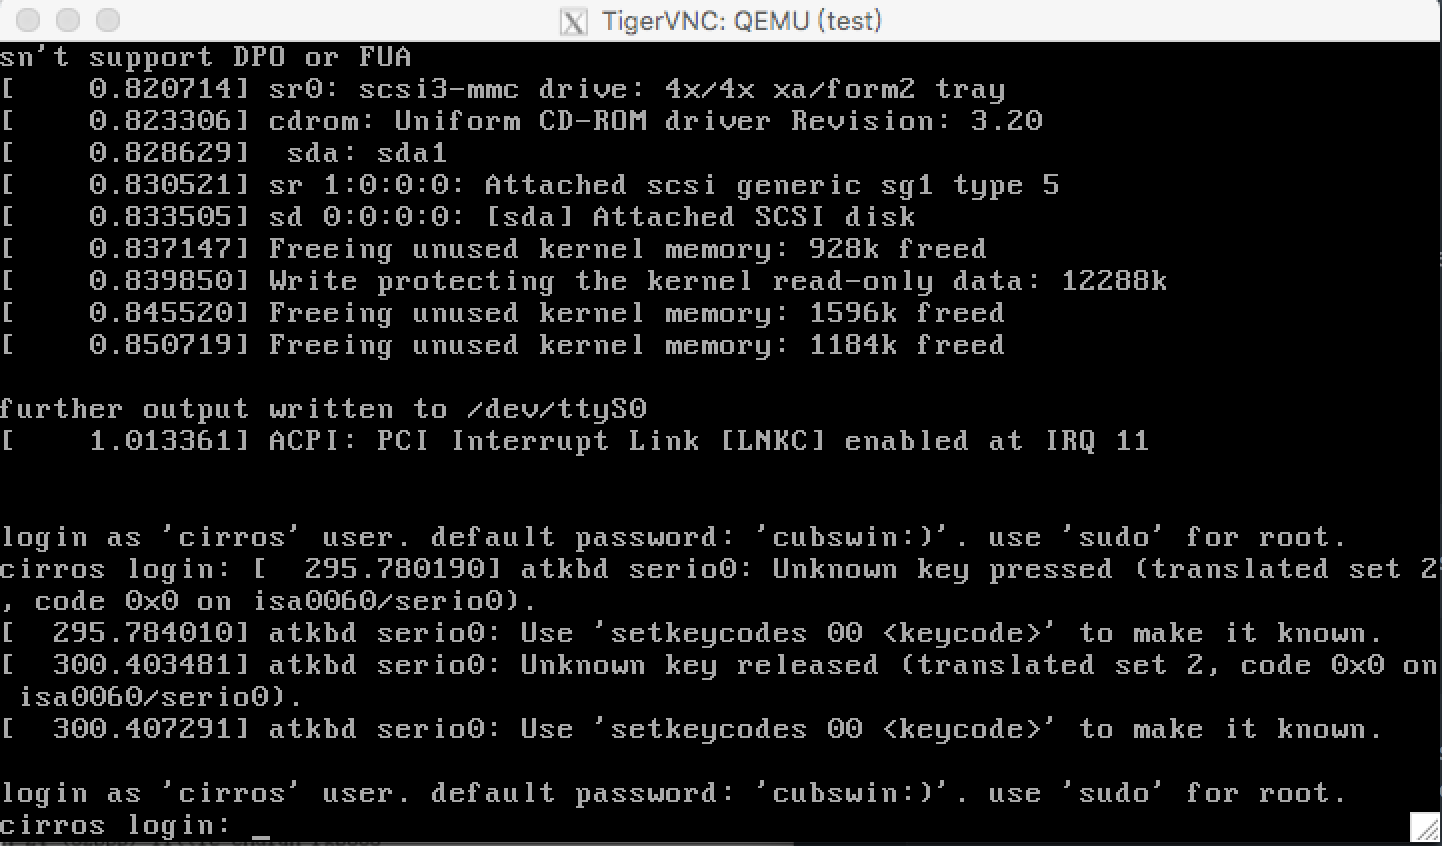 TigerVNC: QEMU (test)
sn't support DPO or FUA
[    0.820714] sr0: scsi3-mmc drive: 4x/4x xa/form2 tray
[    0.823306] cdrom: Uniform CD-ROM driver Revision: 3.20
[    0.828629]  sda: sda1
[    0.830521] sr 1:0:0:0: Attached scsi generic sg1 type 5
[    0.833505] sd 0:0:0:0: [sda] Attached SCSI disk
[    0.837147] Freeing unused kernel memory: 928k freed
[    0.839850] Write protecting the kernel read-only data: 12288k
[    0.845520] Freeing unused kernel memory: 1596k freed
[    0.850719] Freeing unused kernel memory: 1184k freed
further output written to /dev/ttyS0
[    1.013361] ACPI: PCI Interrupt Link [LNKC] enabled at IRQ 11
login as 'cirros' user. default password: 'cubswin:)'. use 'sudo' for root.
cirros login: [  295.780190] atkbd serio0: Unknown key pressed (translated set 2
, code 0x0 on isa0060/serio0).
[  295.784010] atkbd serio0: Use 'setkeycodes 00 <keycode>' to make it known.
[  300.403481] atkbd serio0: Unknown key released (translated set 2, code 0x0 on
 isa0060/serio0).
[  300.407291] atkbd serio0: Use 'setkeycodes 00 <keycode>' to make it known.
login as 'cirros' user. default password: 'cubswin:)'. use 'sudo' for root.
cirros login: _